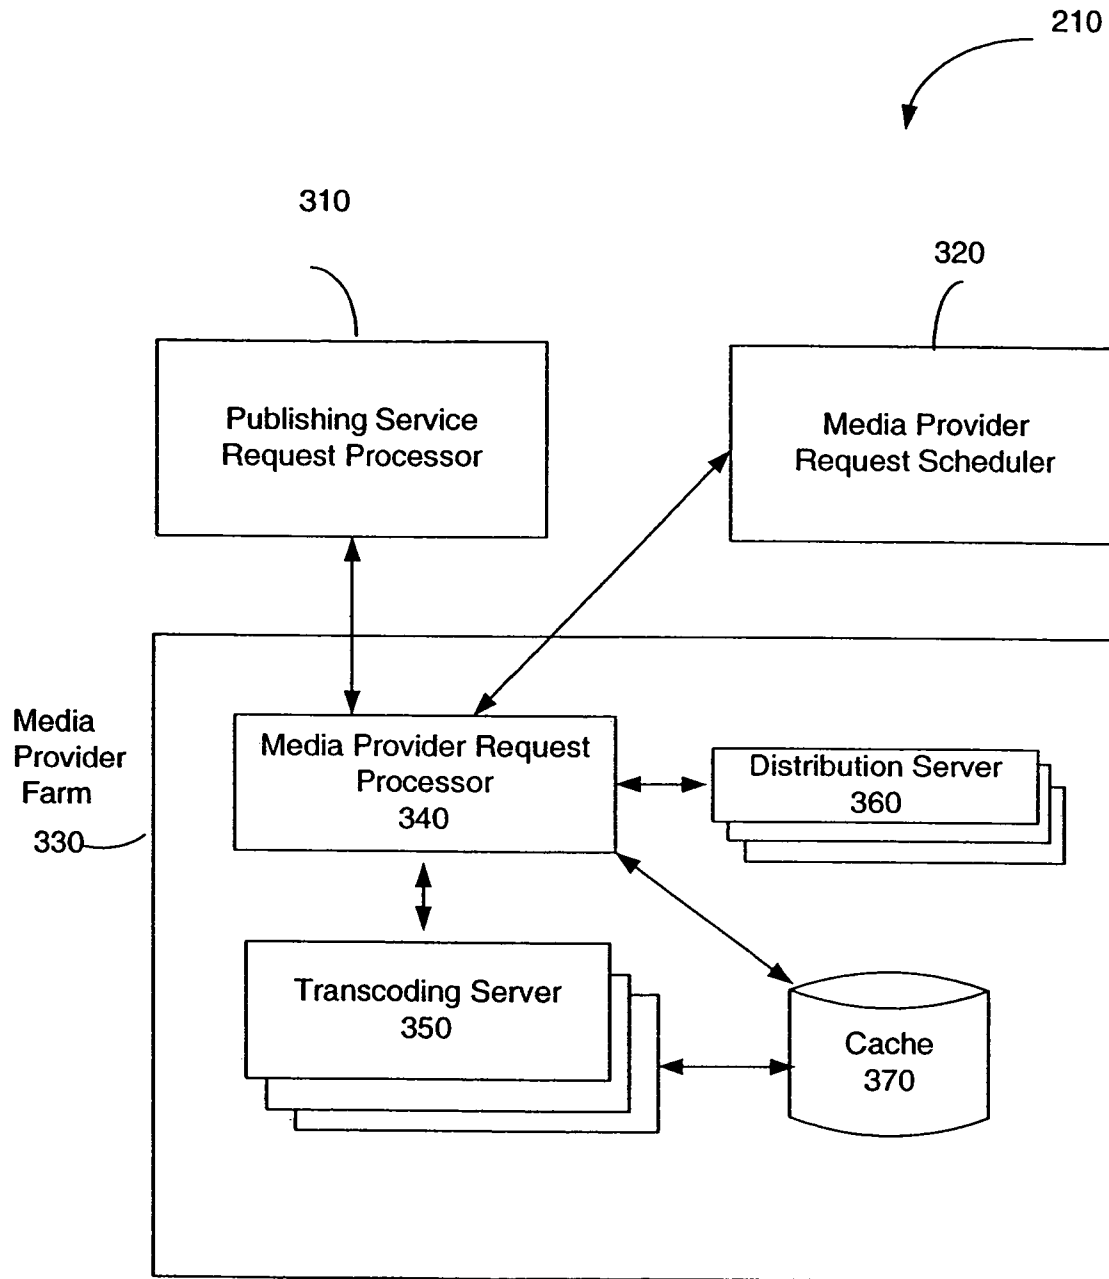 210
310
320
Publishing Service
Request Processor
Media Provider
Request Scheduler
Media
Provider
Farm
330
Media Provider Request
Processor
340
Distribution Server
360
Transcoding Server
350
Cache
370